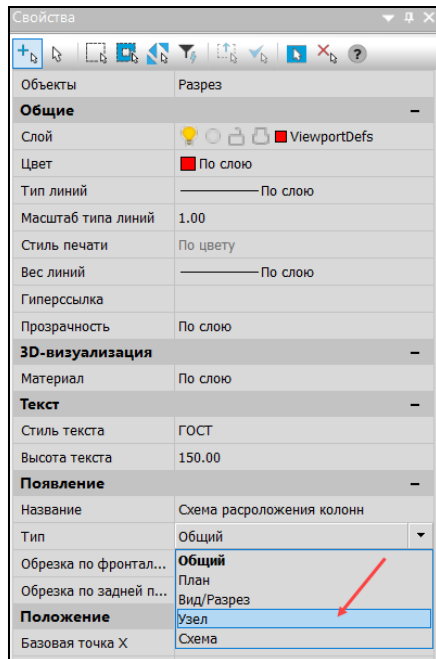 Свойства
Объекты Разрез
Общие
Слой ViewportDefs
Цвет По слою
Тип линий По слою
Масштаб типа линий 1.00
Стиль печати По цвету
Вес линий По слою
Гиперссылка
Прозрачность По слою
3D-визуализация
Материал По слою
Текст
Стиль текста ГОСТ
Высота текста 150.00
Появление
Название Схема расроложения колонн
Тип Общий
Обрезка по фронтал... Общий
План
Обрезка по задней п... Вид/Разрез
Положение Узел
Базовая точка X Схема